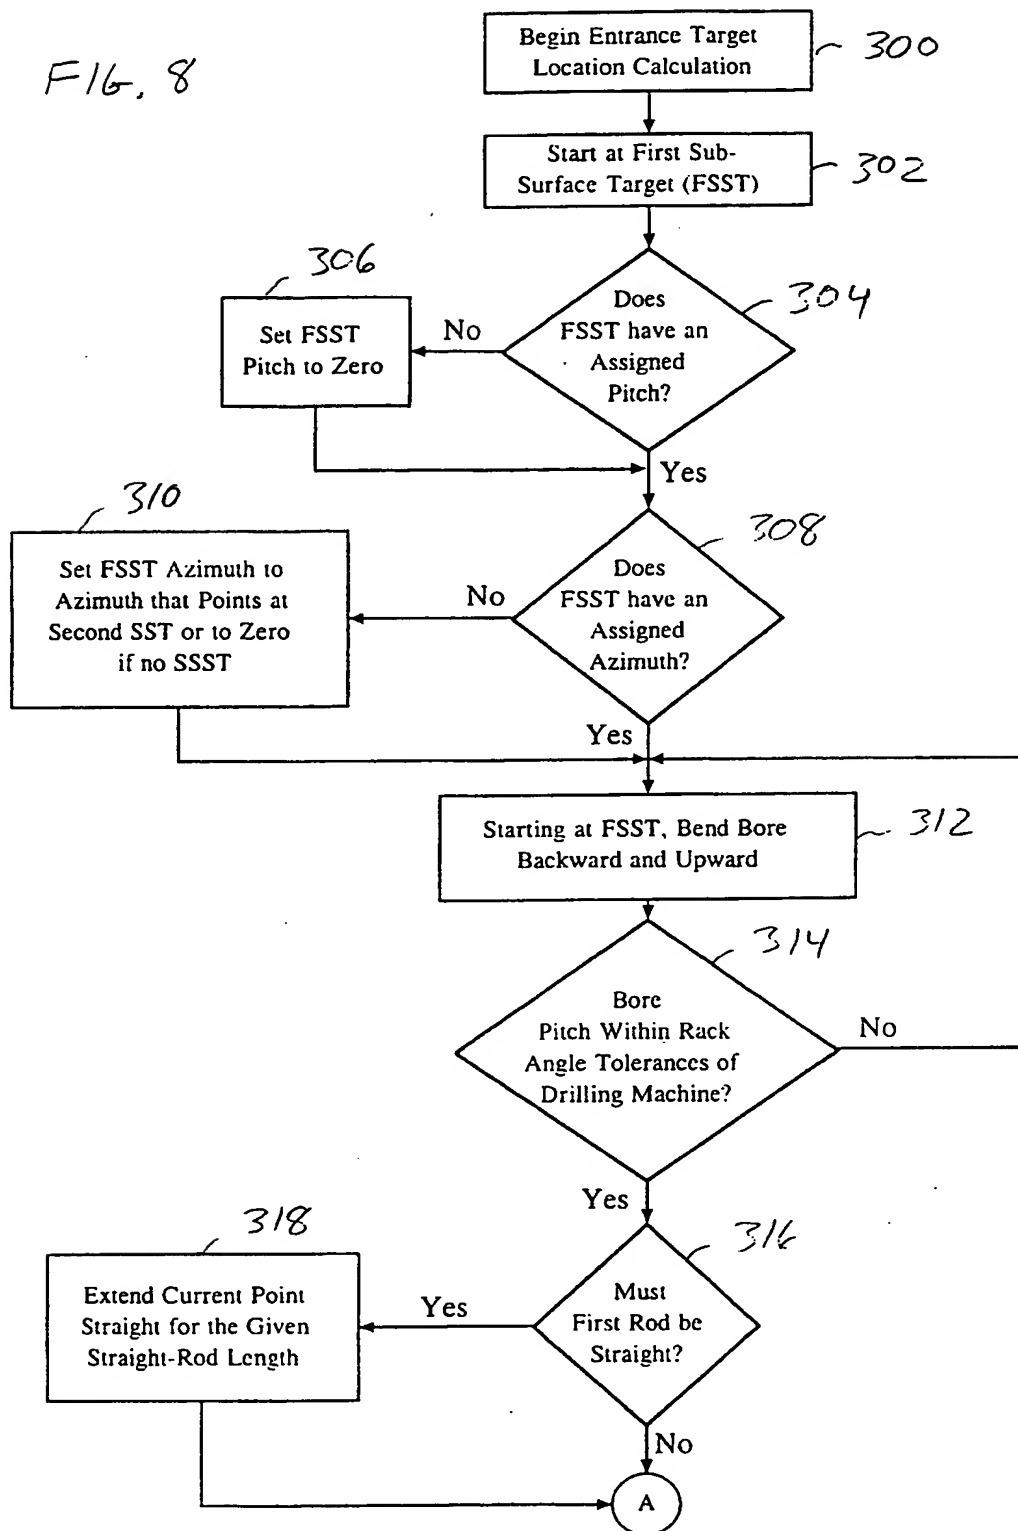 FIG. 8
Begin Entrance Target
Location Calculation
300
Start at First Sub-
Surface Target (FSST)
302
306
304
Does
FSST have an
Assigned
Pitch?
No
Set FSST
Pitch to Zero
Yes
310
308
Does
FSST have an
Assigned
Azimuth?
No
Set FSST Azimuth to
Azimuth that Points at
Second SST or to Zero
if no SSST
Yes
Starting at FSST, Bend Bore
Backward and Upward
312
314
Bore
Pitch Within Rack
Angle Tolerances of
Drilling Machine?
No
Yes
318
316
Must
First Rod be
Straight?
Yes
Extend Current Point
Straight for the Given
Straight-Rod Length
No
A